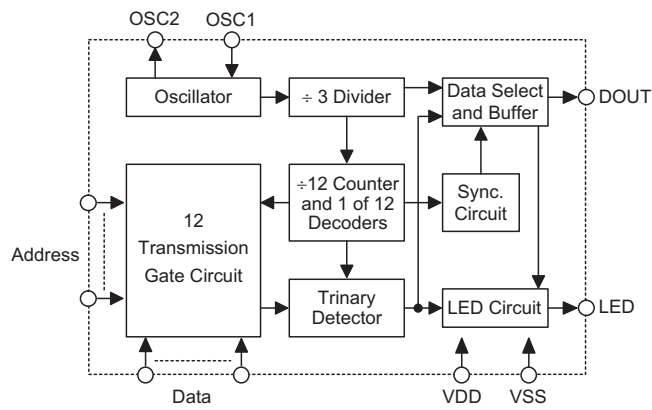 OSC2 OSC1
Oscillator
÷ 3 Divider
Data Select
and Buffer
DOUT
÷12 Counter
and 1 of 12
Decoders
Sync.
Circuit
12
Transmission
Gate Circuit
Address
Trinary
Detector
LED Circuit
LED
Data
VDD
VSS